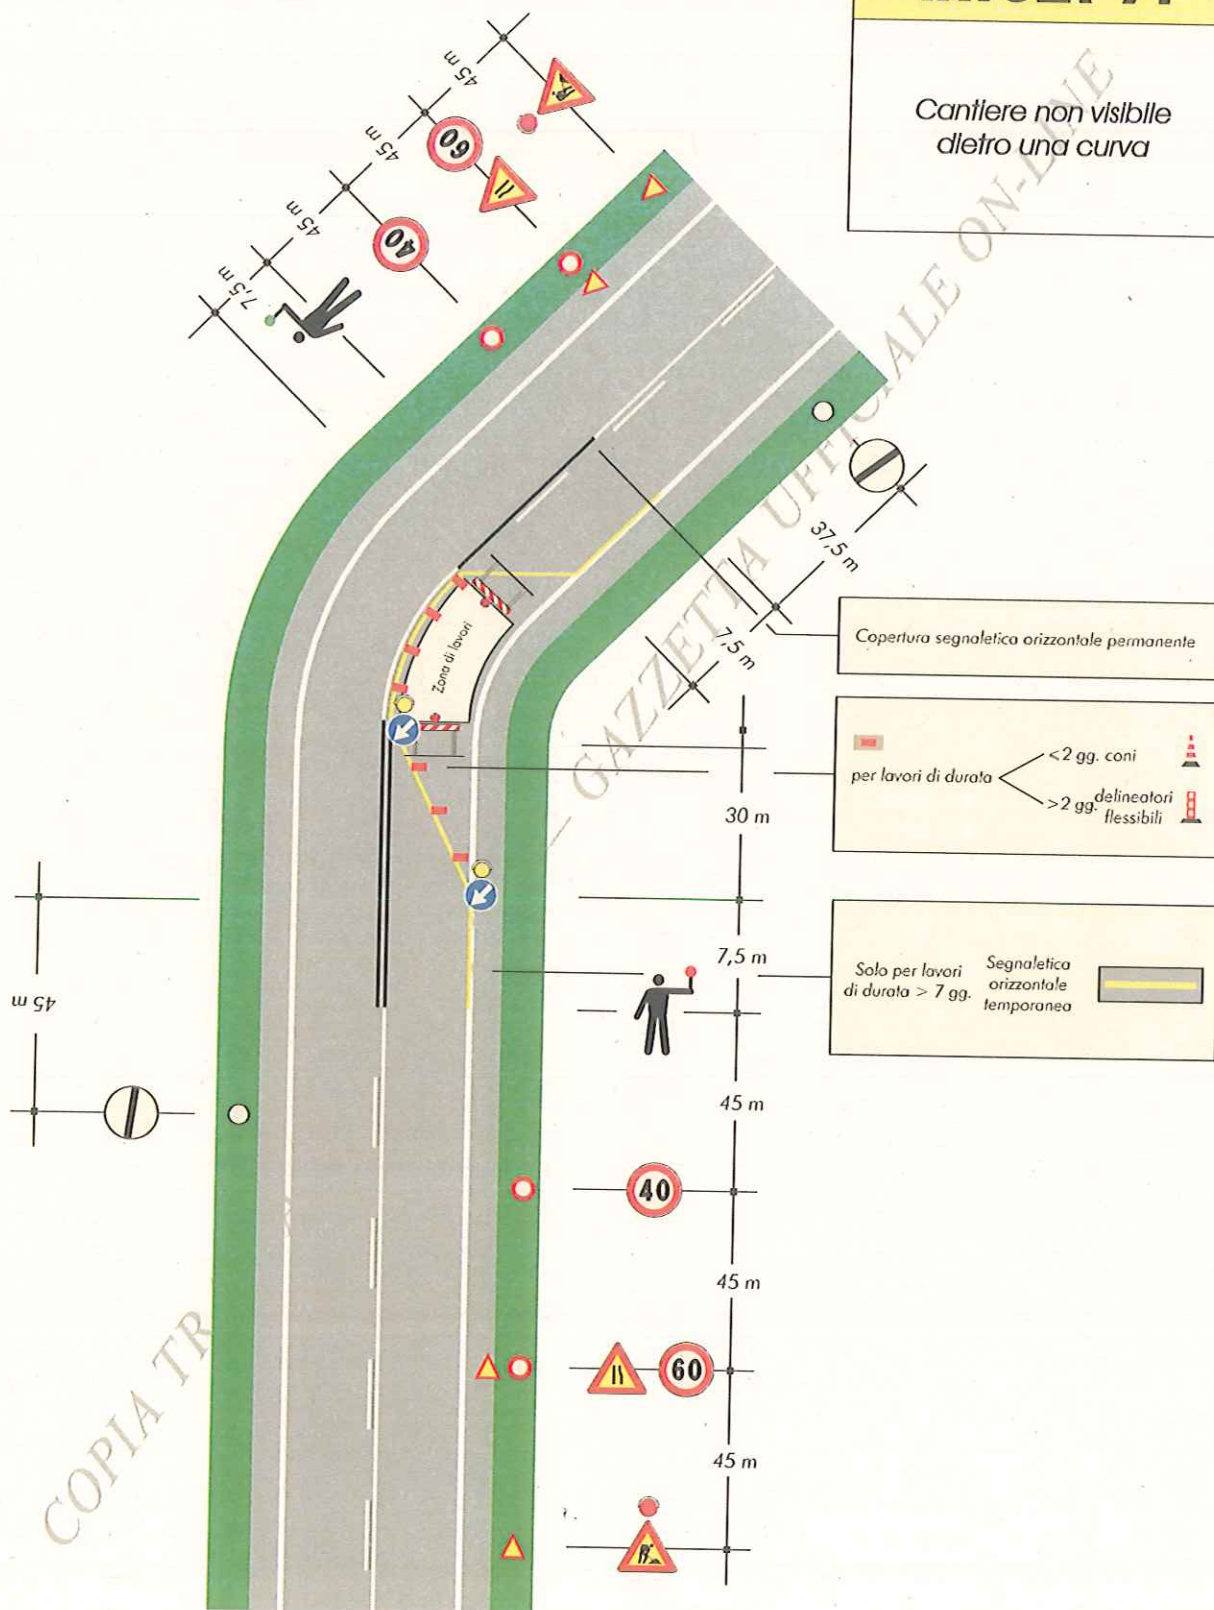 Cantiere non visibile
dietro una curva
45 m
45 m
60
45 m
40
7,5 m
COPIA TR
– GAZZETTA UFFICIALE ON-LINE
37,5 m
7,5 m
Zona di lavori
Copertura segnaletica orizzontale permanente
per lavori di durata
<2 gg. coni
>2 gg. delineatori
flessibili
30 m
7,5 m
45 m
Solo per lavori
di durata > 7 gg.
Segnaletica
orizzontale
temporanea
45 m
40
45 m
60
45 m